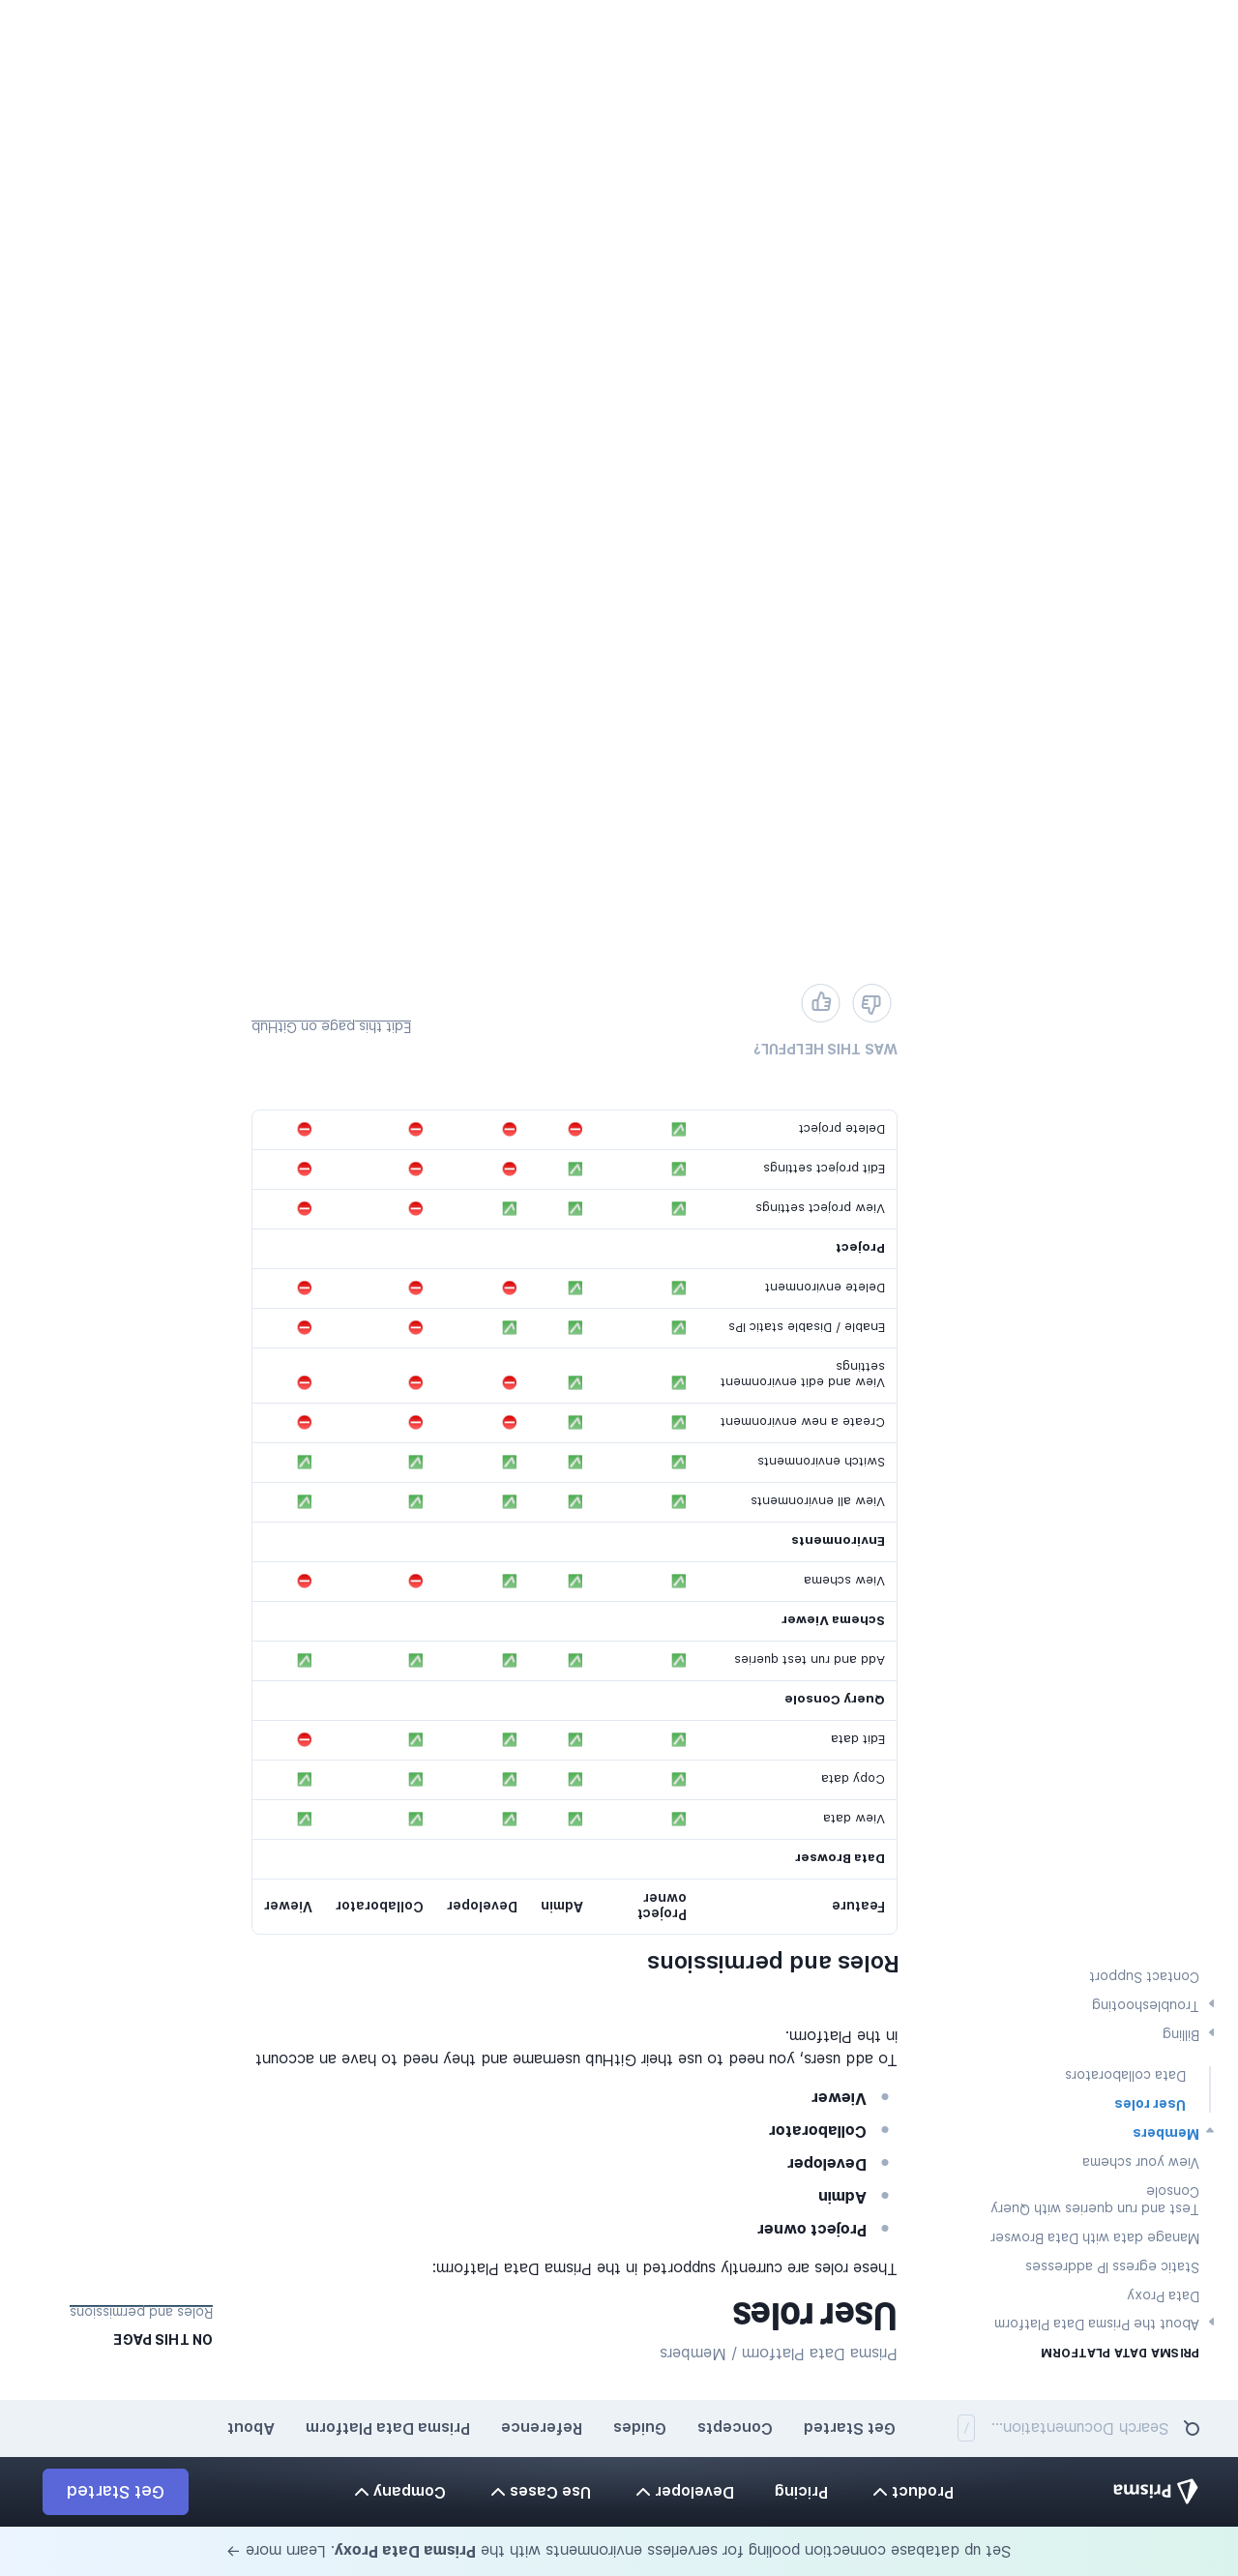 Set up database connection pooling for serverless environments with the Prisma Data Proxy. Learn more →
Prisma
Product
Pricing
Developer
Use Cases
Company
Get Started
Search Documentation...
/
Get Started
Concepts
Guides
Reference
Prisma Data Platform
About
PRISMA DATA PLATFORM
About the Prisma Data Platform
Data Proxy
Static egress IP addresses
Manage data with Data Browser
Test and run queries with Query
Console
View your schema
Members
User roles
Data collaborators
Billing
Troubleshooting
Contact Support
Prisma Data Platform / Members
User roles
These roles are currently supported in the Prisma Data Platform:
Project owner
Admin
Developer
Collaborator
Viewer
To add users, you need to use their GitHub username and they need to have an account
in the Platform.
Roles and permissions
Feature Project owner Admin Developer Collaborator Viewer
Data Browser
View data ✅ ✅ ✅ ✅ ✅
Copy data ✅ ✅ ✅ ✅ ✅
Edit data ✅ ✅ ✅ ✅ ⛔
Query Console
Add and run test queries ✅ ✅ ✅ ✅ ✅
Schema Viewer
View schema ✅ ✅ ✅ ⛔ ⛔
Environments
View all environments ✅ ✅ ✅ ✅ ✅
Switch environments ✅ ✅ ✅ ✅ ✅
Create a new environment ✅ ✅ ⛔ ⛔ ⛔
View and edit environment ✅ ✅ ⛔ ⛔ ⛔
settings
Enable / Disable static IPs ✅ ✅ ✅ ⛔ ⛔
Delete environment ✅ ✅ ⛔ ⛔ ⛔
Project
View project settings ✅ ✅ ✅ ⛔ ⛔
Edit project settings ✅ ✅ ⛔ ⛔ ⛔
Delete project ✅ ⛔ ⛔ ⛔ ⛔
WAS THIS HELPFUL?
Edit this page on GitHub
ON THIS PAGE
Roles and permissions